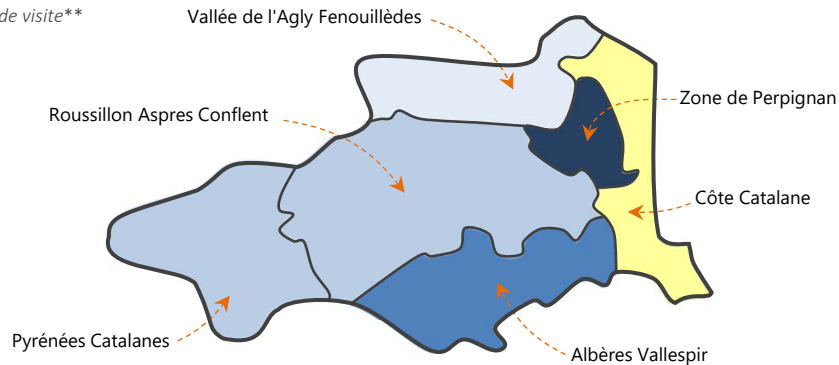 de visite**
Vallée de l'Agly Fenouillèdes
Zone de Perpignan
Roussillon Aspres Conflent
Côte Catalane
Pyrénées Catalanes
Albères Vallespir